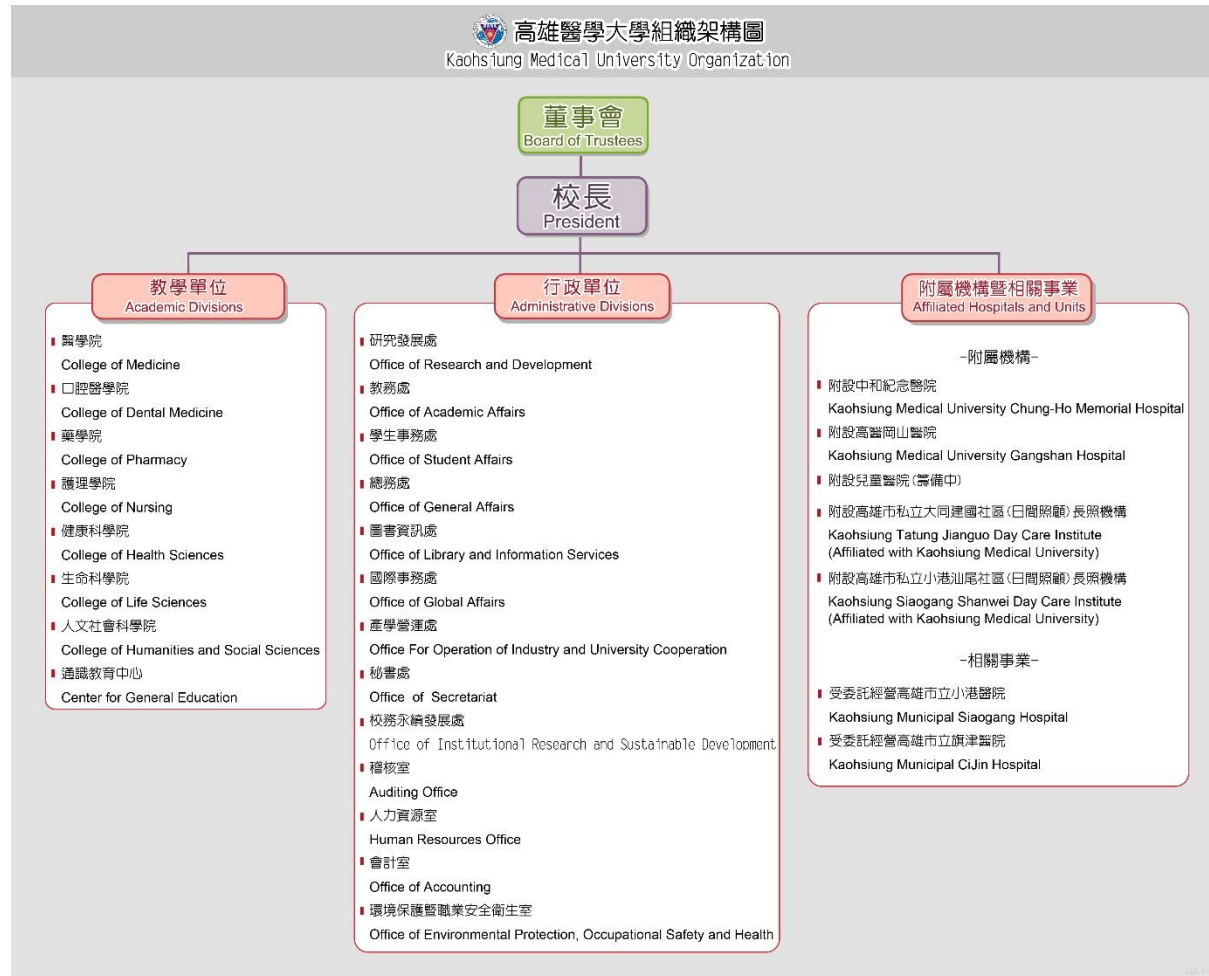 高雄醫學大學組織架構圖
Kaohsiung Medical University Organization
董事會
Board of Trustees
校長
President
教學單位
Academic Divisions
醫學院
College of Medicine
口腔醫學院
College of Dental Medicine
藥學院
College of Pharmacy
護理學院
College of Nursing
健康科學院
College of Health Sciences
生命科學院
College of Life Sciences
人文社會科學院
College of Humanities and Social Sciences
通識教育中心
Center for General Education
行政單位
Administrative Divisions
研究發展處
Office of Research and Development
教務處
Office of Academic Affairs
學生事務處
Office of Student Affairs
總務處
Office of General Affairs
圖書資訊處
Office of Library and Information Services
國際事務處
Office of Global Affairs
產學營運處
Office For Operation of Industry and University Cooperation
秘書處
Office of Secretariat
校務永續發展處
Office of Institutional Research and Sustainable Development
稽核室
Auditing Office
人力資源室
Human Resources Office
會計室
Office of Accounting
環境保護暨職業安全衛生室
Office of Environmental Protection, Occupational Safety and Health
附屬機構暨相關事業
Affiliated Hospitals and Units
-附屬機構-
附設中和紀念醫院
Kaohsiung Medical University Chung-Ho Memorial Hospital
附設高醫岡山醫院
Kaohsiung Medical University Gangshan Hospital
附設兒童醫院(籌備中)
附設高雄市私立大同建國社區(日間照顧)長照機構
Kaohsiung Tatung Jianguo Day Care Institute
(Affiliated with Kaohsiung Medical University)
附設高雄市私立小港汕尾社區(日間照顧)長照機構
Kaohsiung Siaogang Shanwei Day Care Institute
(Affiliated with Kaohsiung Medical University)
-相關事業-
受委託經營高雄市立小港醫院
Kaohsiung Municipal Siaogang Hospital
受委託經營高雄市立旗津醫院
Kaohsiung Municipal CiJin Hospital